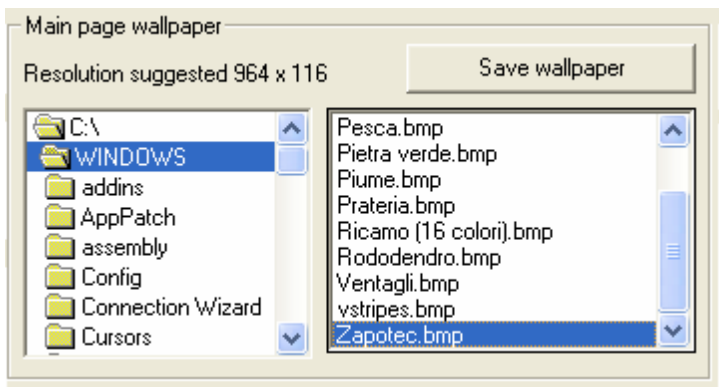 Main page wallpaper
Resolution suggested 964 x 116
Save wallpaper
C:\
WINDOWS
addins
AppPatch
assembly
Config
Connection Wizard
Cursors
Pesca.bmp
Pietra verde.bmp
Piume.bmp
Prateria.bmp
Ricamo (16 colori).bmp
Rododendro.bmp
Ventagli.bmp
vstripes.bmp
Zapotec.bmp